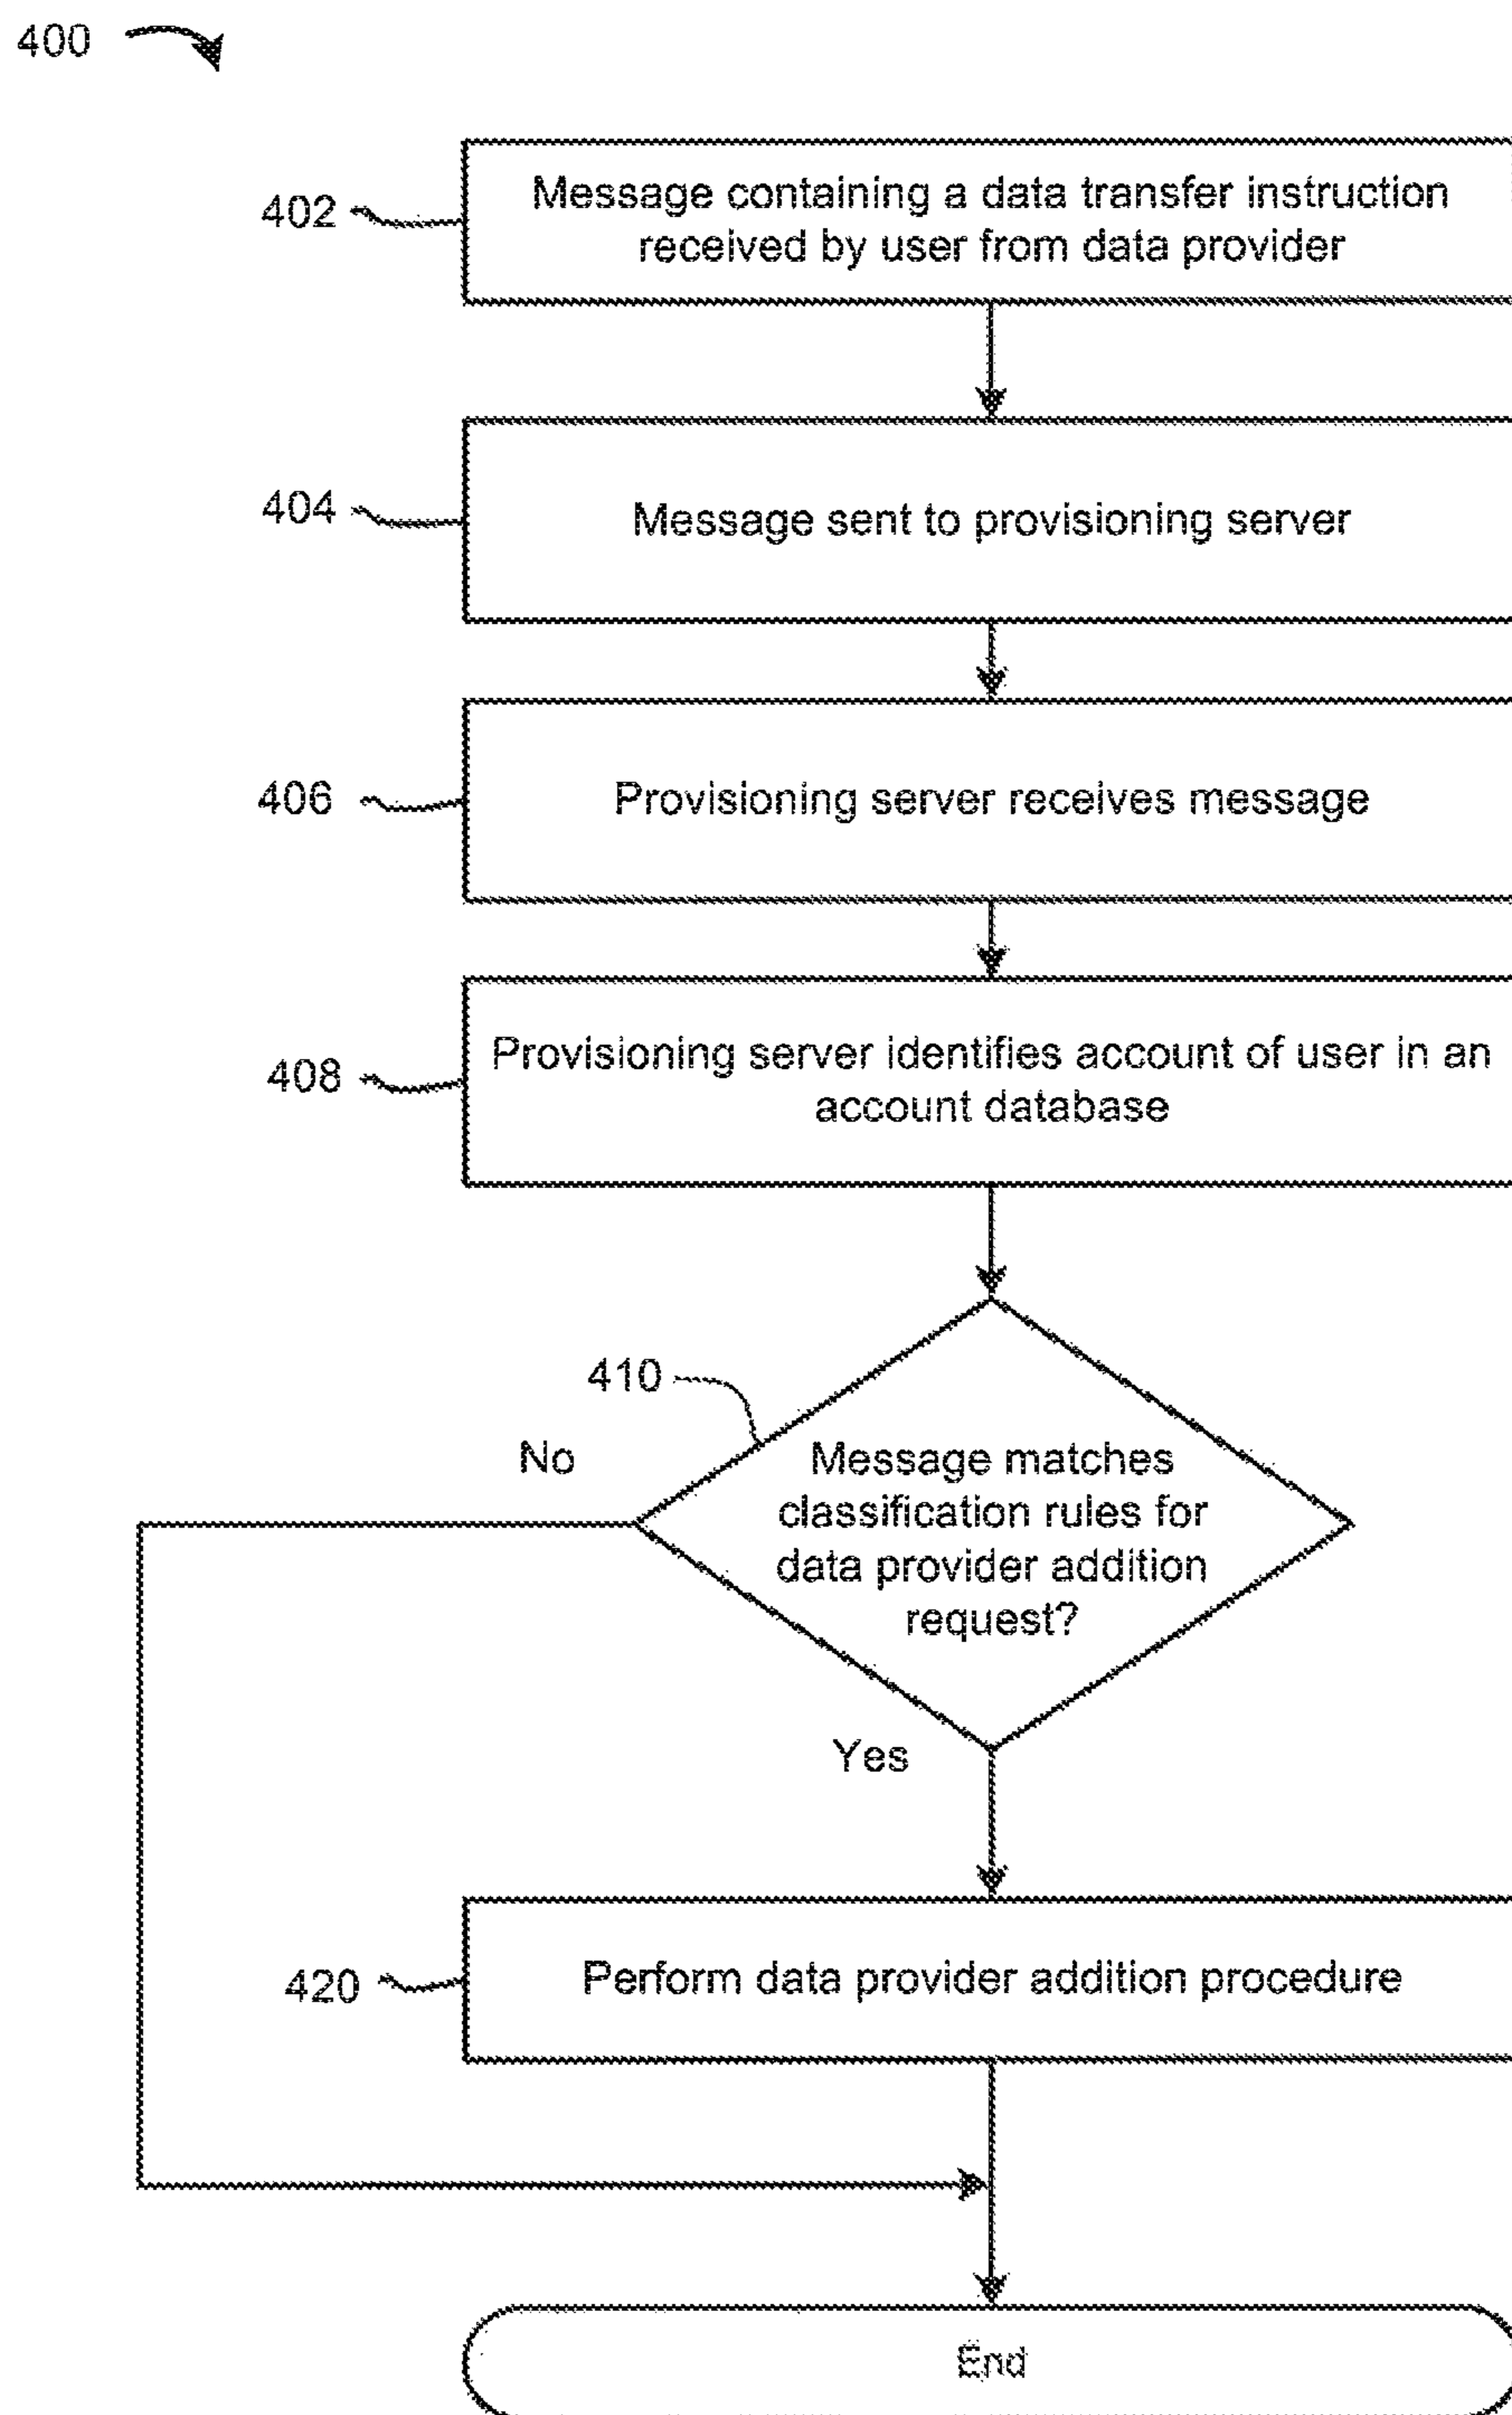 400
402
Message containing a data transfer instruction
received by user from data provider
404
Message sent to provisioning server
406
Provisioning server receives message
408
Provisioning server identifies account of user in an
account database
410
No
Message matches
classification rules for
data provider addition
request?
Yes
420
Perform data provider addition procedure
End